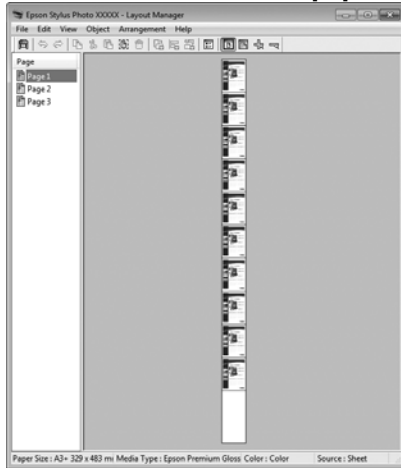 Epson Stylus Photo XXXXX - Layout Manager
File Edit View Object Arrangement Help
Page
Page 1
Page 2
Page 3
Paper Size : A3+ 329 x 483 mi Media Type : Epson Premium Gloss Color : Color Source : Sheet